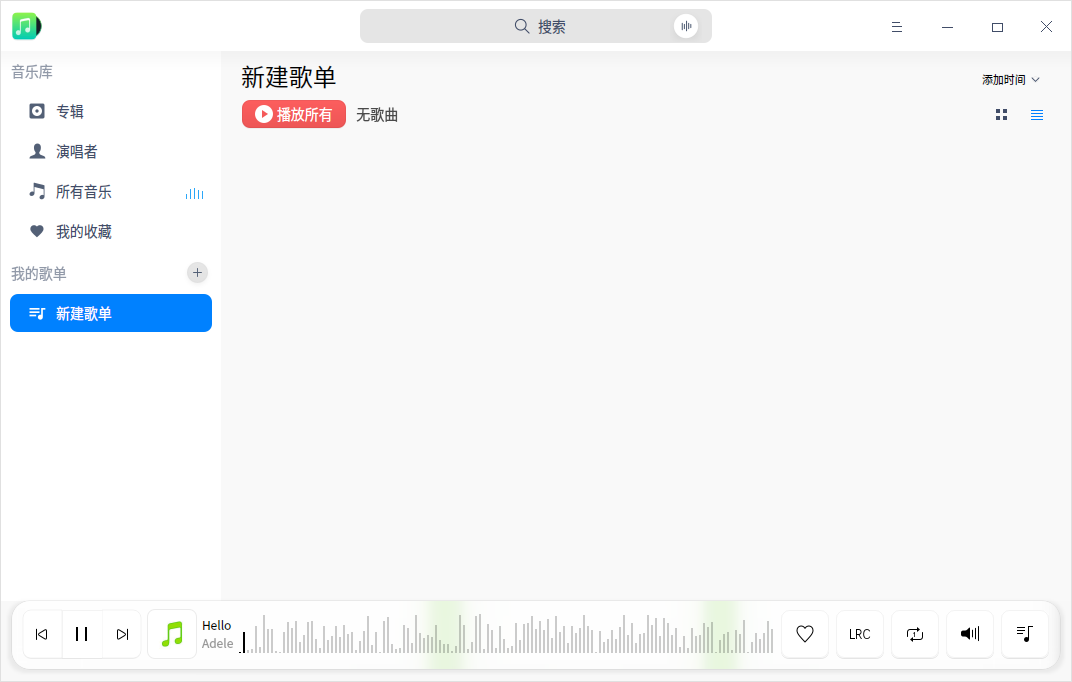 搜索
音乐库
专辑
演唱者
所有音乐
我的收藏
我的歌单
新建歌单
新建歌单
添加时间
播放所有 无歌曲
Hello
Adele
LRC